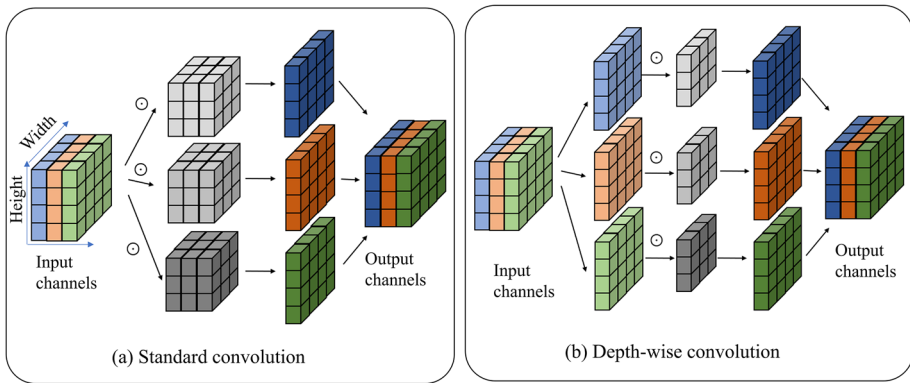 Width
Height
Input
channels
Output
channels
(a) Standard convolution
Input
channels
Output
channels
(b) Depth-wise convolution